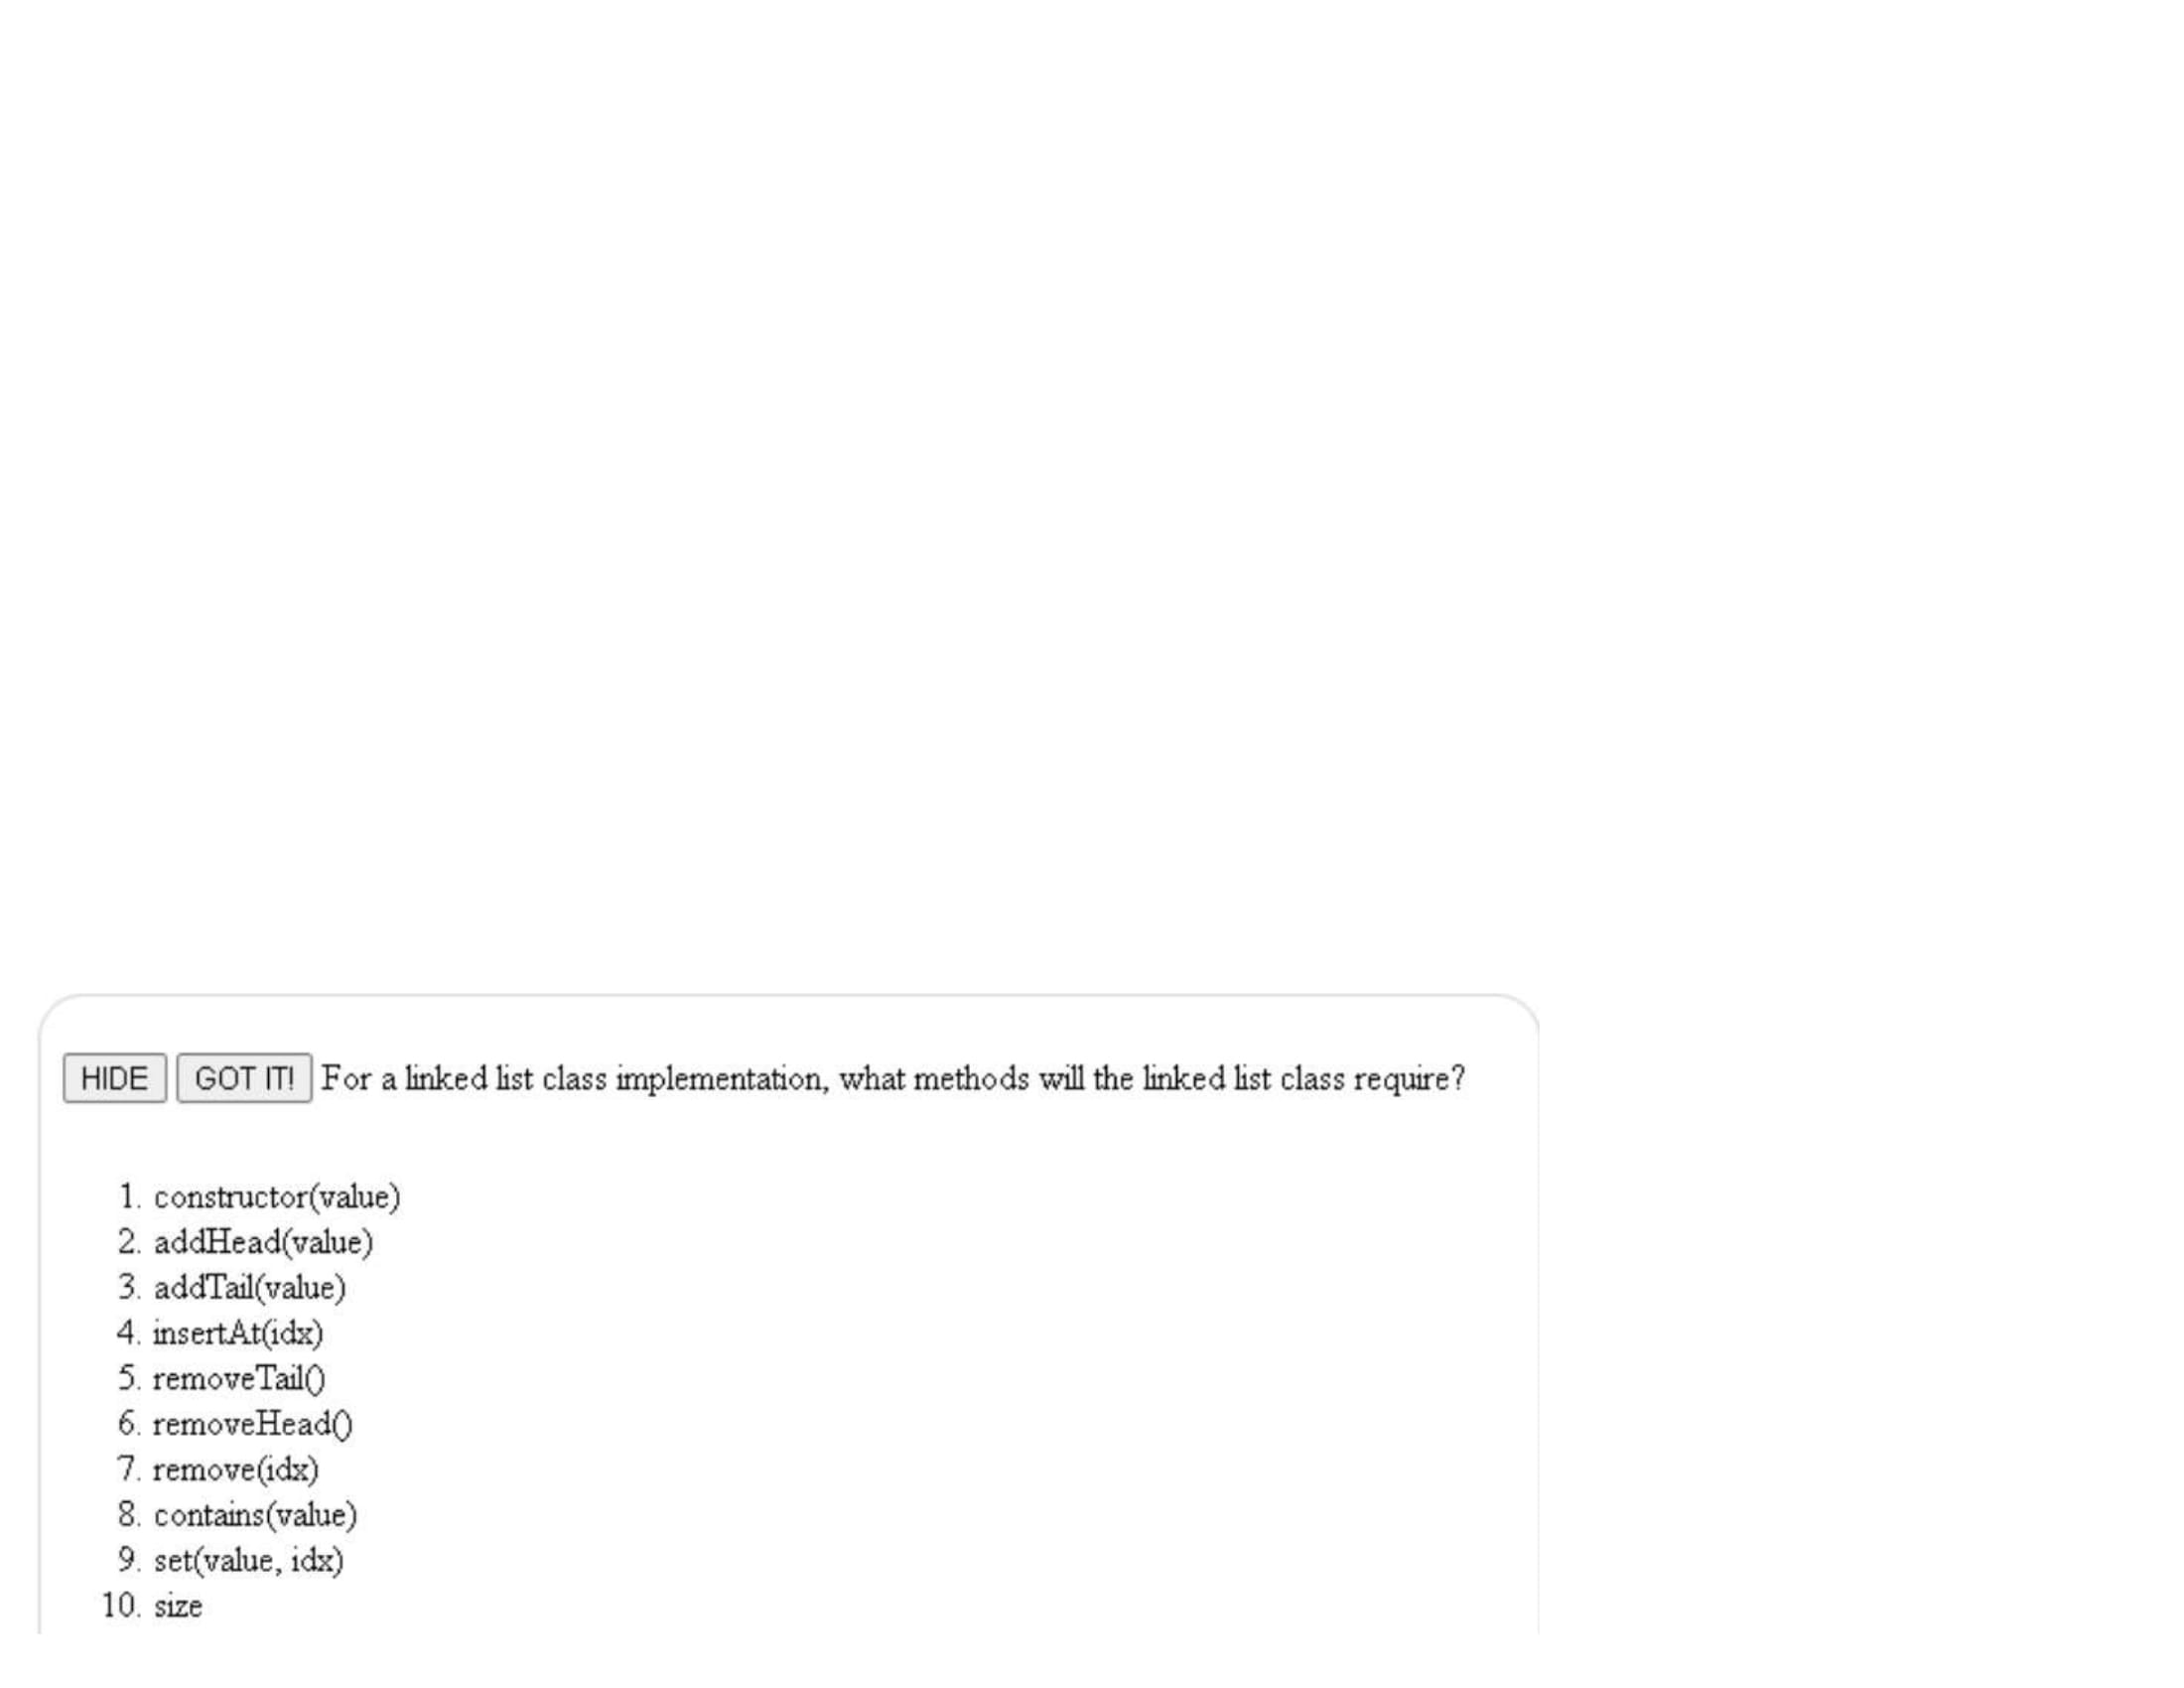 HIDE GOT IT! For a linked list class implementation, what methods will the linked list class require?
1. constructor(value)
2. addHead(value)
3. addTail(value)
4. insertAt(idx)
5. removeTail()
6. removeHead()
7. remove(idx)
8. contains(value)
9. set(value, idx)
10. size